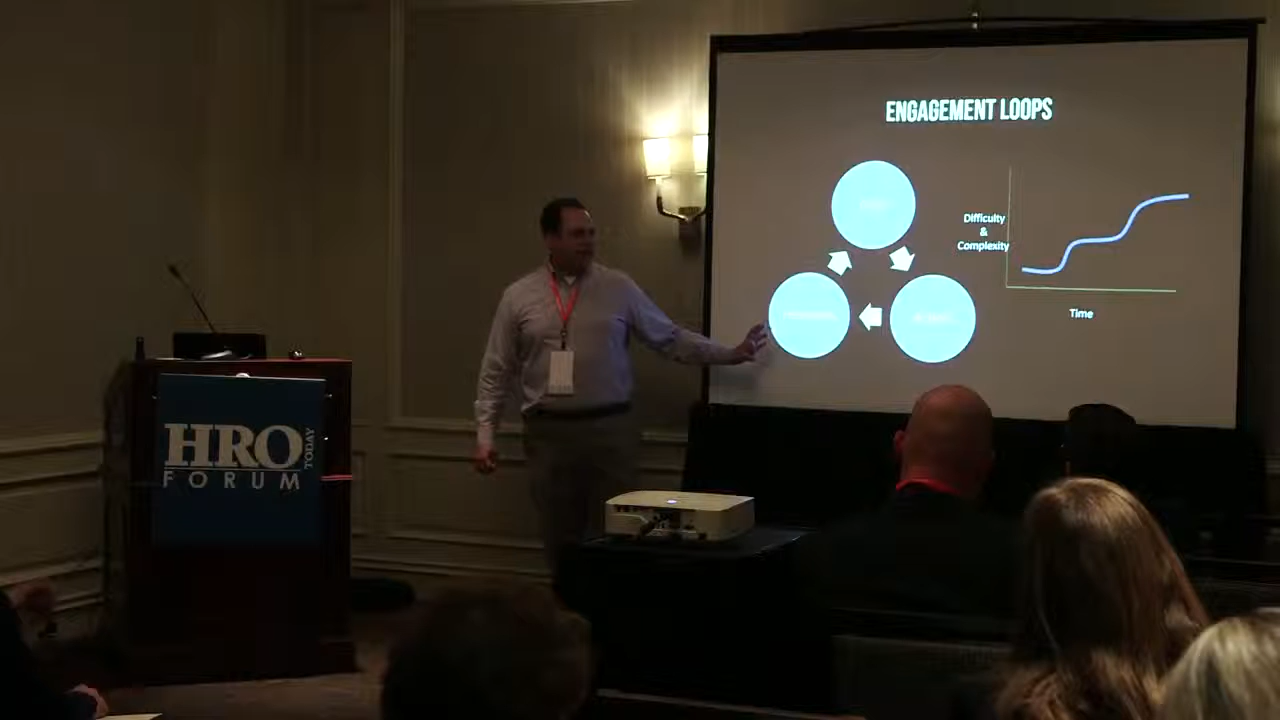 ENGAGEMENT LOOPS
Difficulty
&
Complexity
Time
HRO
TODAY
FORUM